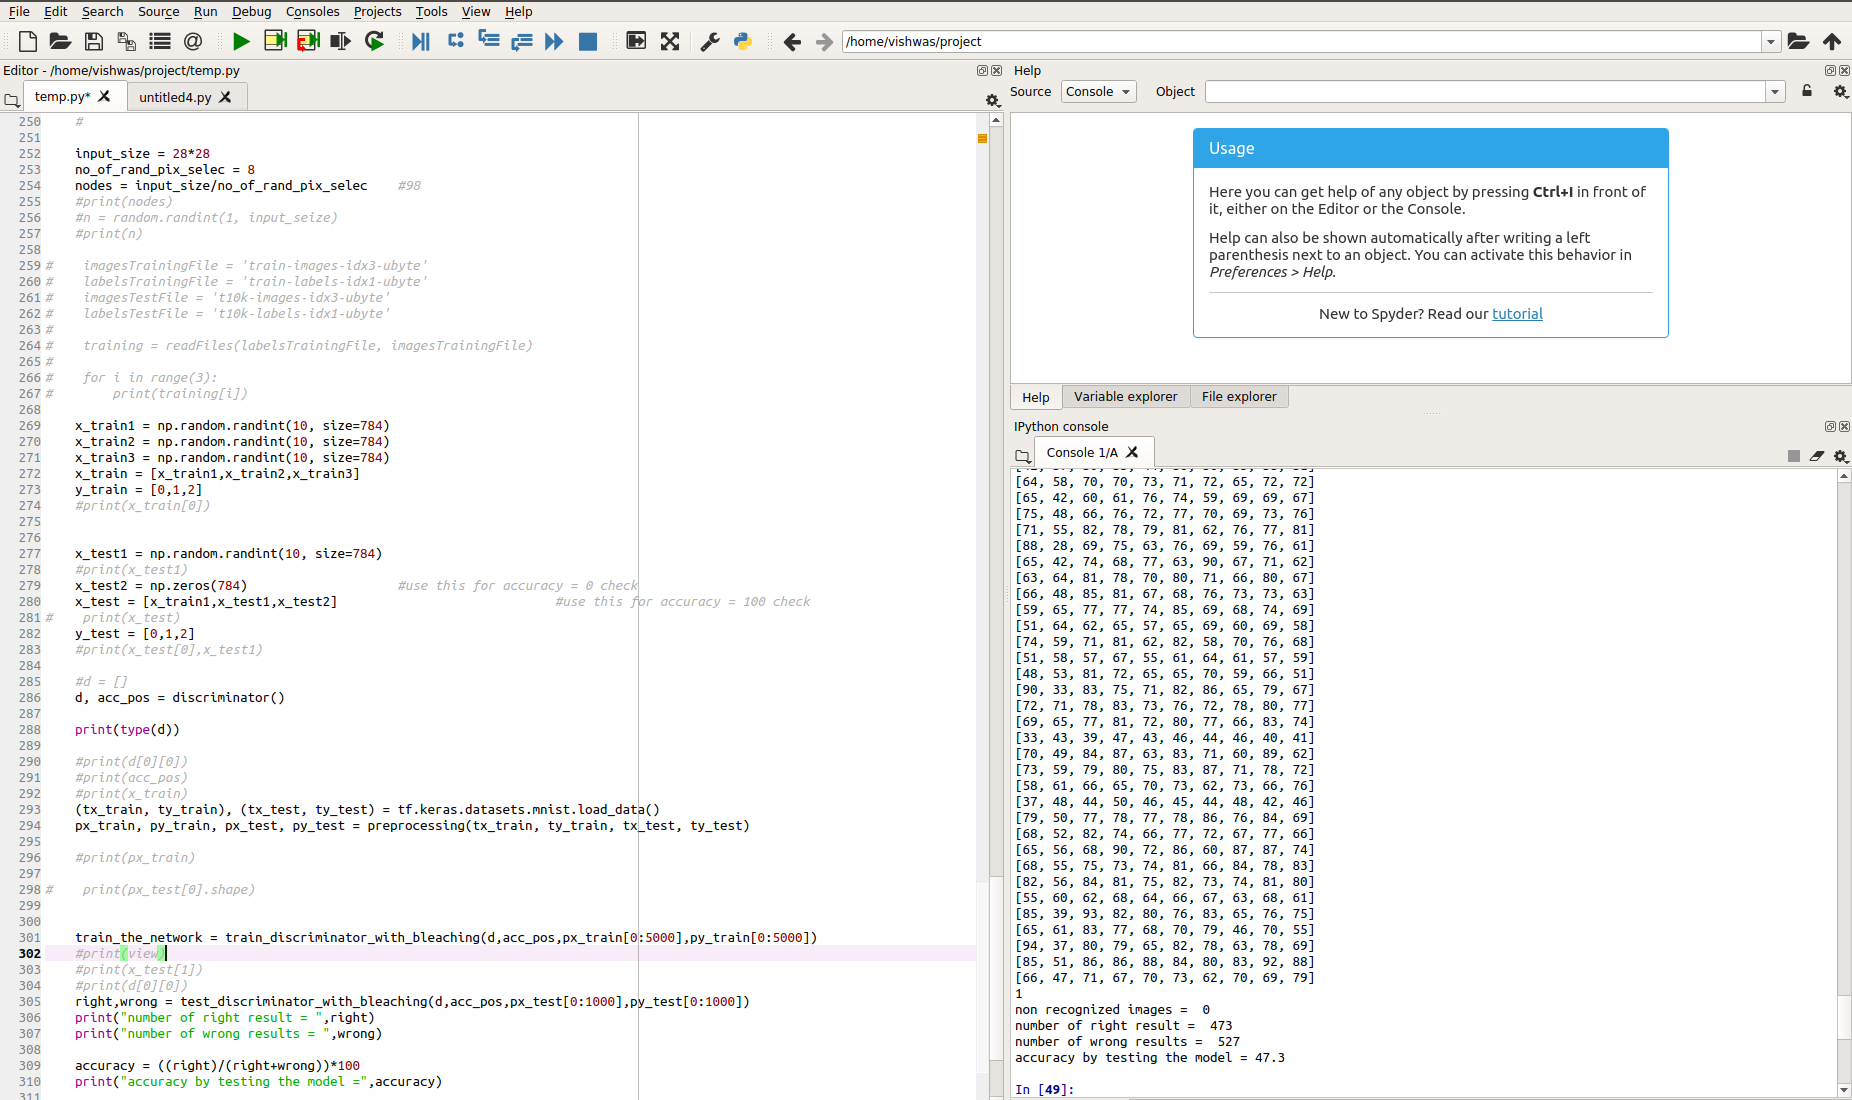 File Edit Search Source Run Debug Consoles Projects Tools View Help
/home/vishwas/project
Editor - /home/vishwas/project/temp.py
temp.py* untitled4.py
250 #
251
252 input_size = 28*28
253 no_of_rand_pix_selec = 8
254 nodes = input_size/no_of_rand_pix_selec #98
255 #print(nodes)
256 #n = random.randint(1, input_seize)
257 #print(n)
258
259 # imagesTrainingFile = 'train-images-idx3-ubyte'
260 # labelsTrainingFile = 'train-labels-idx1-ubyte'
261 # imagesTestFile = 't10k-images-idx3-ubyte'
262 # labelsTestFile = 't10k-labels-idx1-ubyte'
263 #
264 # training = readFiles(labelsTrainingFile, imagesTrainingFile)
265 #
266 # for i in range(3):
267 # print(training[i])
268
269 x_train1 = np.random.randint(10, size=784)
270 x_train2 = np.random.randint(10, size=784)
271 x_train3 = np.random.randint(10, size=784)
272 x_train = [x_train1,x_train2,x_train3]
273 y_train = [0,1,2]
274 #print(x_train[0])
275
276
277 x_test1 = np.random.randint(10, size=784)
278 #print(x_test1)
279 x_test2 = np.zeros(784) #use this for accuracy = 0 check
280 x_test = [x_train1,x_test1,x_test2] #use this for accuracy = 100 check
281 # print(x_test)
282 y_test = [0,1,2]
283 #print(x_test[0],x_test1)
284
285 #d = []
286 d, acc_pos = discriminator()
287
288 print(type(d))
289
290 #print(d[0][0])
291 #print(acc_pos)
292 #print(x_train)
293 (tx_train, ty_train), (tx_test, ty_test) = tf.keras.datasets.mnist.load_data()
294 px_train, py_train, px_test, py_test = preprocessing(tx_train, ty_train, tx_test, ty_test)
295
296 #print(px_train)
297
298 # print(px_test[0].shape)
299
300
301 train_the_network = train_discriminator_with_bleaching(d,acc_pos,px_train[0:5000],py_train[0:5000])
302 #print(view)
303 #print(x_test[1])
304 #print(d[0][0])
305 right,wrong = test_discriminator_with_bleaching(d,acc_pos,px_test[0:1000],py_test[0:1000])
306 print("number of right result = ",right)
307 print("number of wrong results = ",wrong)
308
309 accuracy = ((right)/(right+wrong))*100
310 print("accuracy by testing the model =",accuracy)
311
Help
Source Console Object
Usage
Here you can get help of any object by pressing Ctrl+I in front of
it, either on the Editor or the Console.
Help can also be shown automatically after writing a left
parenthesis next to an object. You can activate this behavior in
Preferences > Help.
New to Spyder? Read our tutorial
Help Variable explorer File explorer
IPython console
Console 1/A
[64, 58, 70, 70, 73, 71, 72, 65, 72, 72]
[65, 42, 60, 61, 76, 74, 59, 69, 69, 67]
[75, 48, 66, 76, 72, 77, 70, 69, 73, 76]
[71, 55, 82, 78, 79, 81, 62, 76, 77, 81]
[88, 28, 69, 75, 63, 76, 69, 59, 76, 61]
[65, 42, 74, 68, 77, 63, 90, 67, 71, 62]
[63, 64, 81, 78, 70, 80, 71, 66, 80, 67]
[66, 48, 85, 81, 67, 68, 76, 73, 73, 63]
[59, 65, 77, 77, 74, 85, 69, 68, 74, 69]
[51, 64, 62, 65, 57, 65, 69, 60, 69, 58]
[74, 59, 71, 81, 62, 82, 58, 70, 76, 68]
[51, 58, 57, 67, 55, 61, 64, 61, 57, 59]
[48, 53, 81, 72, 65, 65, 70, 59, 66, 51]
[90, 33, 83, 75, 71, 82, 86, 65, 79, 67]
[72, 71, 78, 83, 73, 76, 72, 78, 80, 77]
[69, 65, 77, 81, 72, 80, 77, 66, 83, 74]
[33, 43, 39, 47, 43, 46, 44, 46, 40, 41]
[70, 49, 84, 87, 63, 83, 71, 60, 89, 62]
[73, 59, 79, 80, 75, 83, 87, 71, 78, 72]
[58, 61, 66, 65, 70, 73, 62, 73, 66, 76]
[37, 48, 44, 50, 46, 45, 44, 48, 42, 46]
[79, 50, 77, 78, 77, 78, 86, 76, 84, 69]
[68, 52, 82, 74, 66, 77, 72, 67, 77, 66]
[65, 56, 68, 90, 72, 86, 60, 87, 87, 74]
[68, 55, 75, 73, 74, 81, 66, 84, 78, 83]
[82, 56, 84, 81, 75, 82, 73, 74, 81, 80]
[55, 60, 62, 68, 64, 66, 67, 63, 68, 61]
[85, 39, 93, 82, 80, 76, 83, 65, 76, 75]
[65, 61, 83, 77, 68, 70, 79, 46, 70, 55]
[94, 37, 80, 79, 65, 82, 78, 63, 78, 69]
[85, 51, 86, 86, 88, 84, 80, 83, 92, 88]
[66, 47, 71, 67, 70, 73, 62, 70, 69, 79]
1
non recognized images = 0
number of right result = 473
number of wrong results = 527
accuracy by testing the model = 47.3
In [49]: